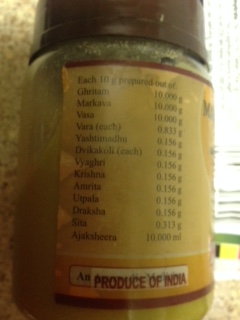 Each 10 g prepared out of:
Ghritam 10.000 g
Markava 10.000 g
Vasa 10.000 g
Vara (each) 0.833 g
Yashtimadhu 0.156 g
Dvikakoli (each) 0.156 g
Vyaghri 0.156 g
Krishna 0.156 g
Amrita 0.156 g
Utpala 0.156 g
Draksha 0.156 g
Sita 0.313 g
Ajaksheera 10.000 ml
An
PRODUCE OF INDIA